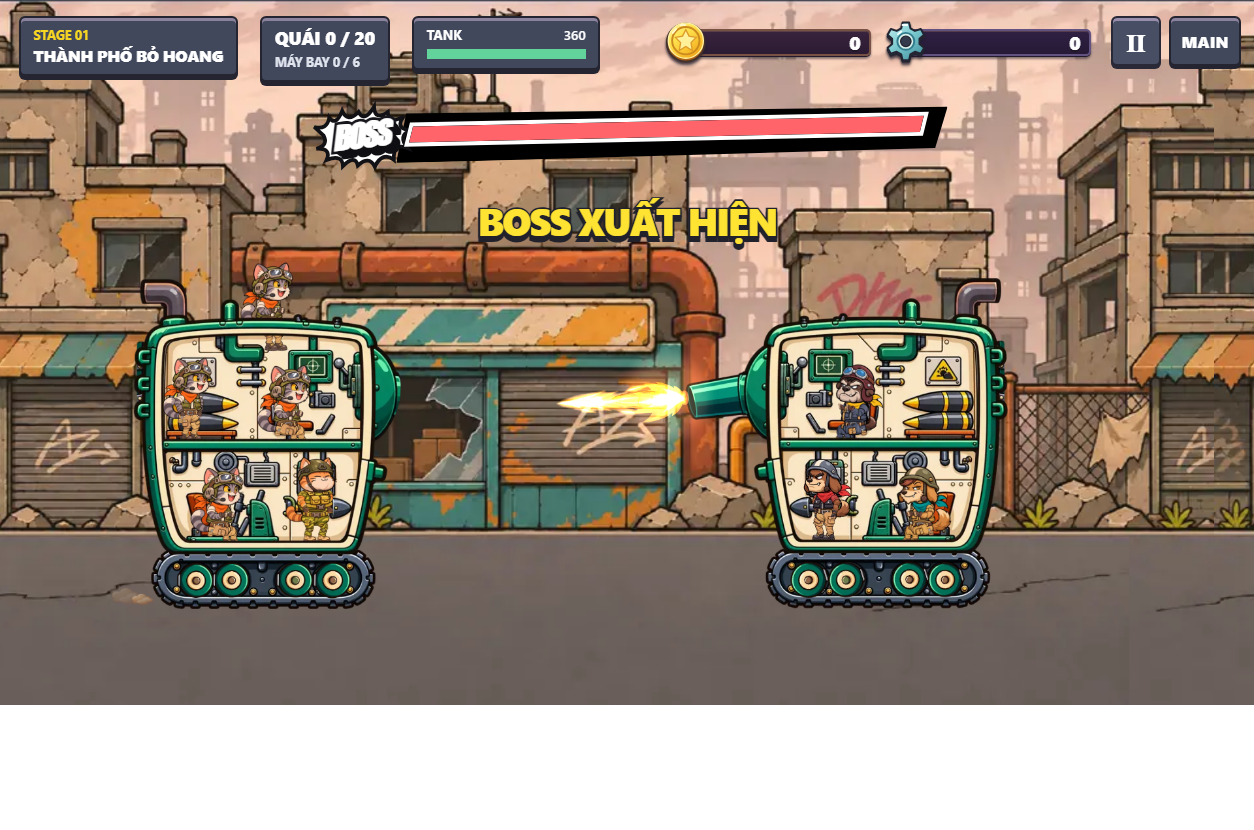 STAGE 01
THÀNH PHỐ BỎ HOANG
QUÁI 0 / 20
MÁY BAY 0 / 6
TANK 360
0
0
MAIN
BOSS
BOSS XUẤT HIỆN